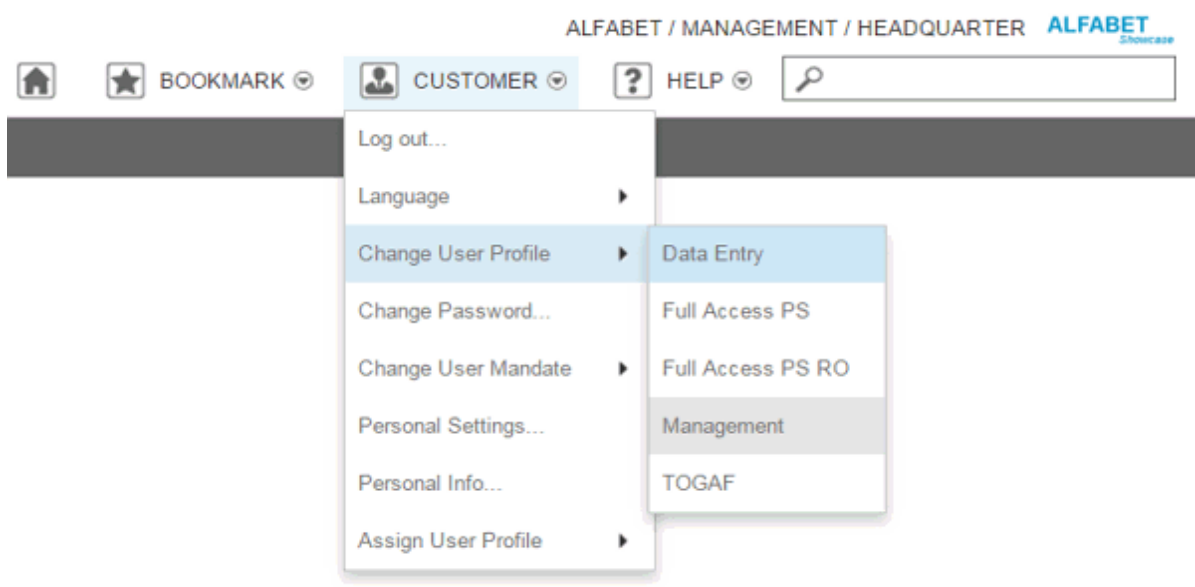 ALFABET / MANAGEMENT / HEADQUARTER ALFABET
Showcase
BOOKMARK CUSTOMER ? HELP
Log out...
Language
Change User Profile
Data Entry
Change Password...
Full Access PS
Change User Mandate
Full Access PS RO
Personal Settings...
Management
Personal Info...
TOGAF
Assign User Profile